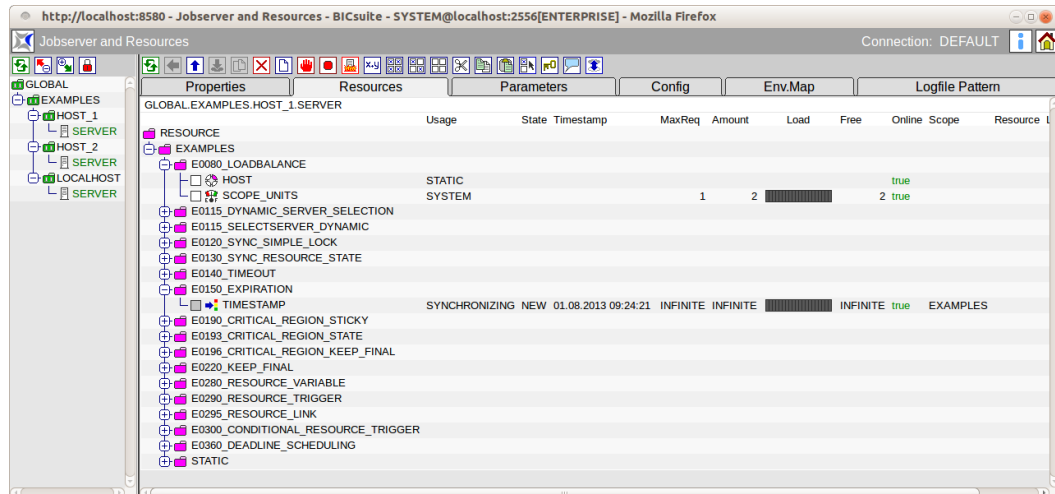 http://localhost:8580 - Jobserver and Resources - BICsuite - SYSTEM@localhost:2556[ENTERPRISE] - Mozilla Firefox
Jobserver and Resources Connection: DEFAULT
GLOBAL
EXAMPLES
HOST_1
SERVER
HOST_2
SERVER
LOCALHOST
SERVER
x.y
Properties Resources Parameters Config Env.Map Logfile Pattern
GLOBAL.EXAMPLES.HOST_1.SERVER
Usage State Timestamp MaxReq Amount Load Free Online Scope Resource L
RESOURCE
EXAMPLES
E0080_LOADBALANCE
HOST STATIC true
SCOPE_UNITS SYSTEM 1 2 2 true
E0115_DYNAMIC_SERVER_SELECTION
E0115_SELECTSERVER_DYNAMIC
E0120_SYNC_SIMPLE_LOCK
E0130_SYNC_RESOURCE_STATE
E0140_TIMEOUT
E0150_EXPIRATION
TIMESTAMP SYNCHRONIZING NEW 01.08.2013 09:24:21 INFINITE INFINITE INFINITE true EXAMPLES
E0190_CRITICAL_REGION_STICKY
E0193_CRITICAL_REGION_STATE
E0196_CRITICAL_REGION_KEEP_FINAL
E0220_KEEP_FINAL
E0280_RESOURCE_VARIABLE
E0290_RESOURCE_TRIGGER
E0295_RESOURCE_LINK
E0300_CONDITIONAL_RESOURCE_TRIGGER
E0360_DEADLINE_SCHEDULING
STATIC